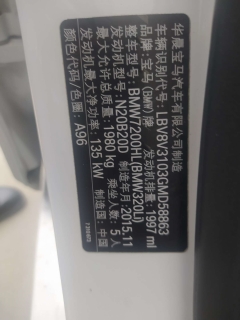 华晨宝马汽车有限公司制造
车辆识别代号：LBV8V3103GMD58863
品牌：宝马(BMW)牌 发动机排量：1997 ml
整车型号：BMW7200HL(BMW320Li)
发动机型号：N20B20D 制造年月：2015.11
最大允许总质量：1980 kg 乘坐人数：5 人
发动机最大净功率：135 kW 制造国：中国
颜色代码/色差：A96